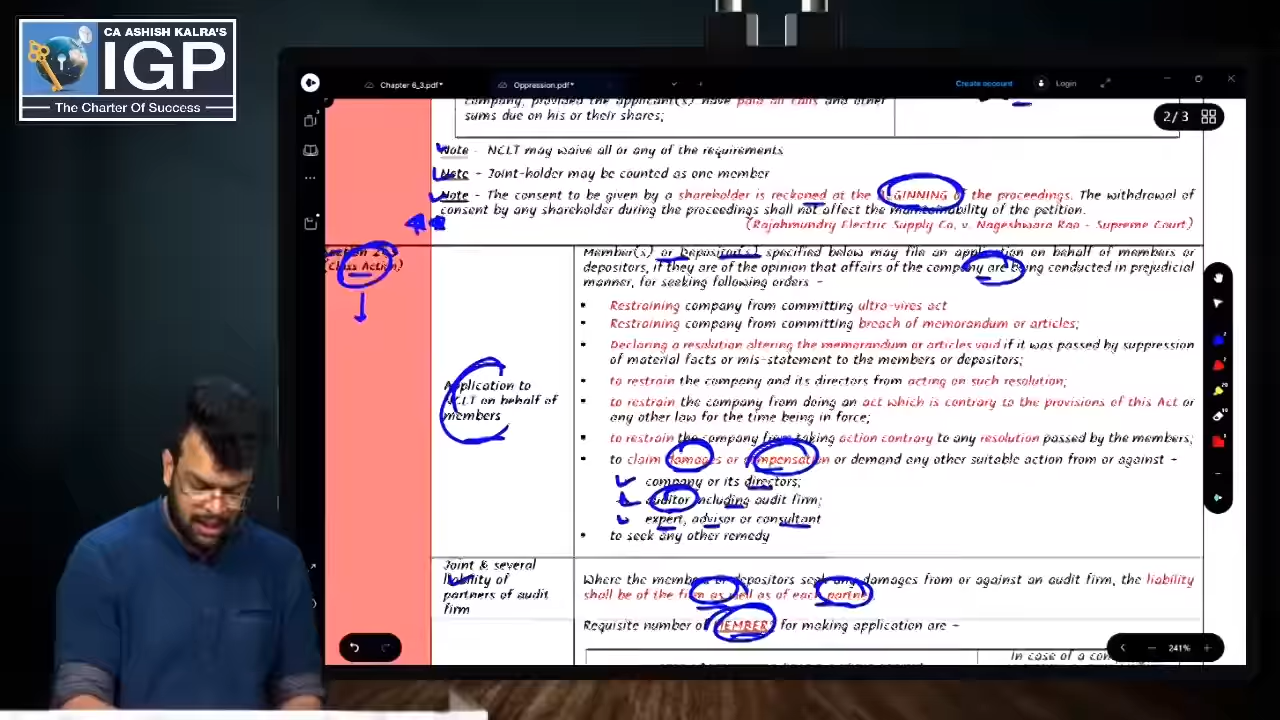 CA ASHISH KALRA'S
IGP
The Charter Of Success
Chapter 6_3.pdf*
Oppression.pdf*
Create account
Login
2/3
company, provided the applicant(s) have paid all calls and other
sums due on his or their shares;
Note - NCLT may waive all or any of the requirements
Note - Joint-holder may be counted as one member
Note - The consent to be given by a shareholder is reckoned at the BEGINNING of the proceedings. The withdrawal of
consent by any shareholder during the proceedings shall not affect the maintainability of the petition.
(Rajahmundry Electric Supply Co. v. Nageshwara Rao - Supreme Court)
Section
(Class Action)
Member(s) or Depositor(s) specified below may file an application on behalf of members or
depositors, if they are of the opinion that affairs of the company are being conducted in prejudicial
manner, for seeking following orders -
• Restraining company from committing ultra-vires act
• Restraining company from committing breach of memorandum or articles;
• Declaring a resolution altering the memorandum or articles void if it was passed by suppression
of material facts or mis-statement to the members or depositors;
Application to
NCLT on behalf of
members
• to restrain the company and its directors from acting on such resolution;
• to restrain the company from doing an act which is contrary to the provisions of this Act or
any other law for the time being in force;
• to restrain the company from taking action contrary to any resolution passed by the members;
• to claim damages or compensation or demand any other suitable action from or against -
company or its directors;
auditor including audit firm;
expert, advisor or consultant
• to seek any other remedy
Joint & several
liability of
partners of audit
firm
Where the members or depositors seek any damages from or against an audit firm, the liability
shall be of the firm as well as of each partner
Requisite number of MEMBERS for making application are -
In case of a
241%